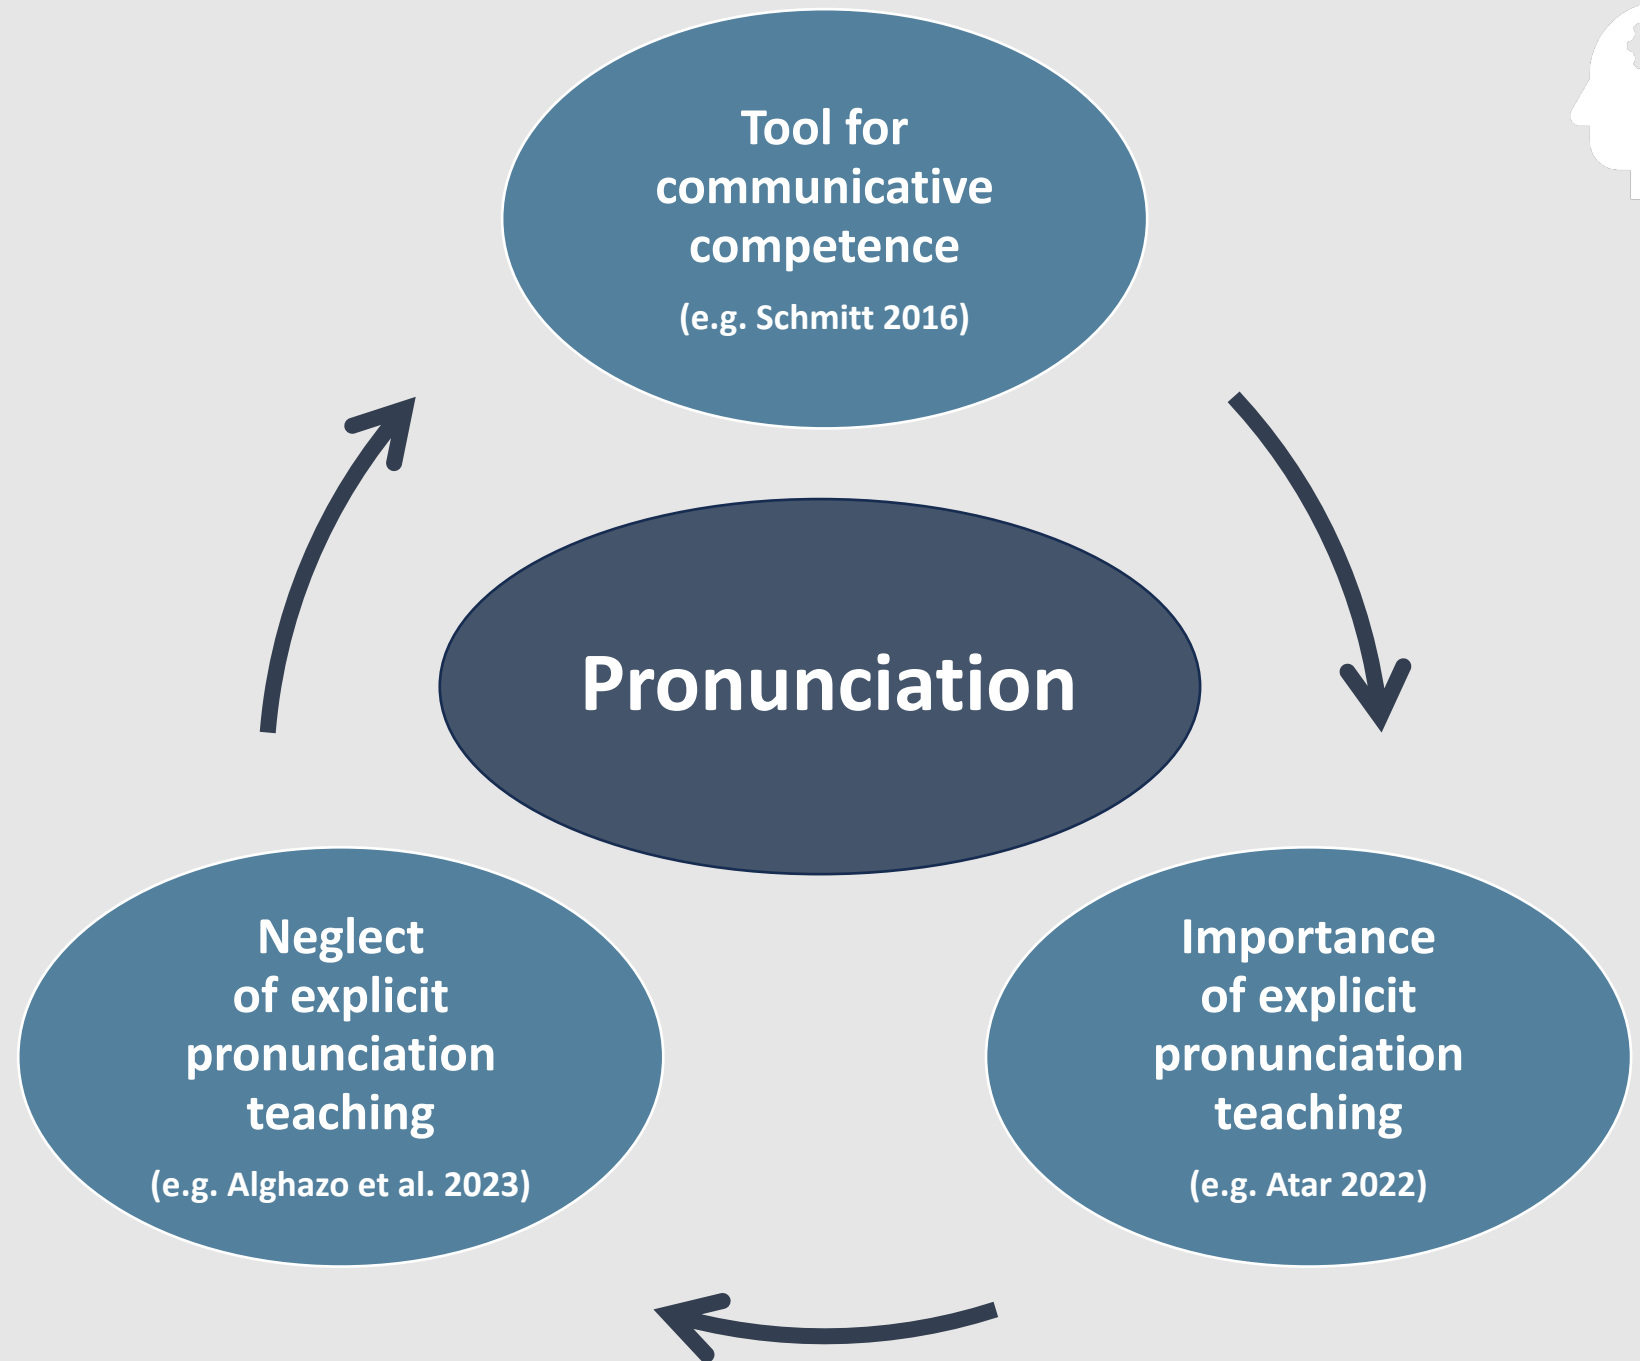 Tool for
communicative
competence
(e.g. Schmitt 2016)
Pronunciation
Neglect
of explicit
pronunciation
teaching
(e.g. Alghazo et al. 2023)
Importance
of explicit
pronunciation
teaching
(e.g. Atar 2022)